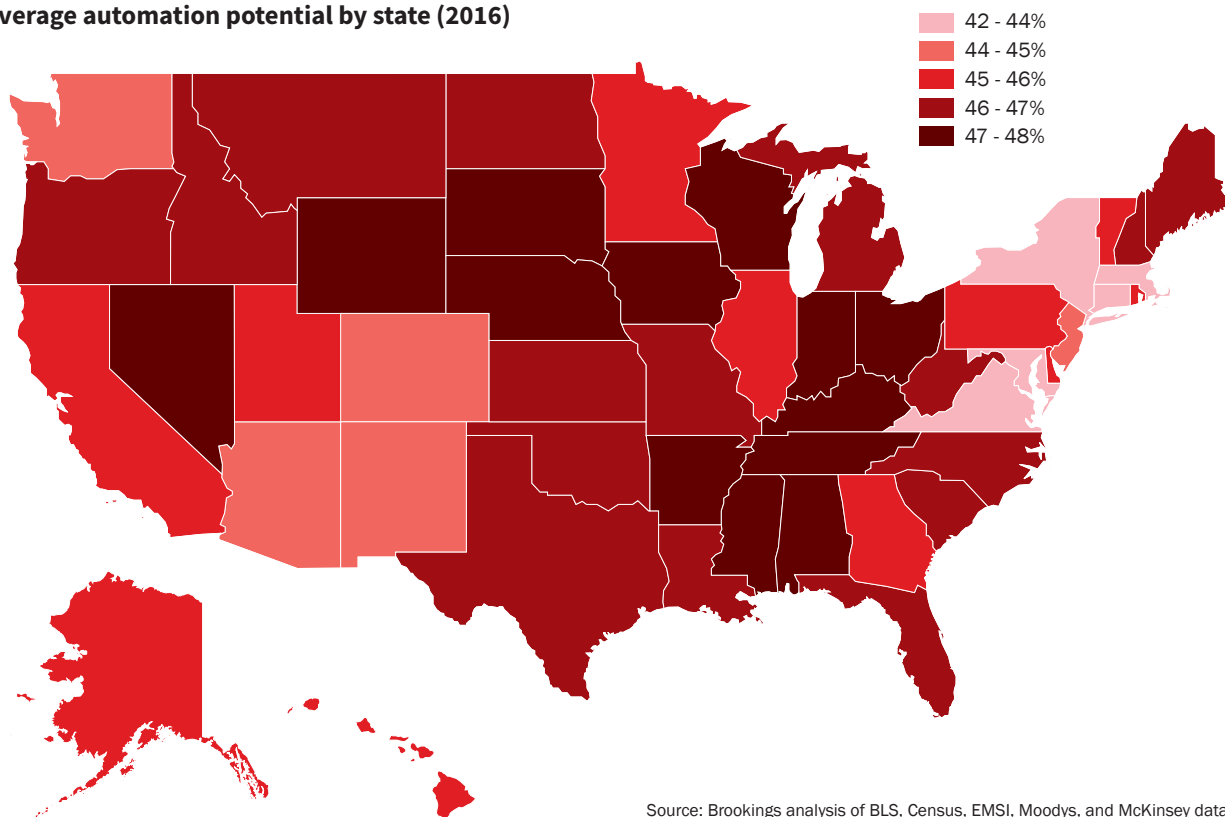 verage automation potential by state (2016)
42 - 44%
44 - 45%
45 - 46%
46 - 47%
47 - 48%
Source: Brookings analysis of BLS, Census, EMSI, Moodys, and McKinsey data